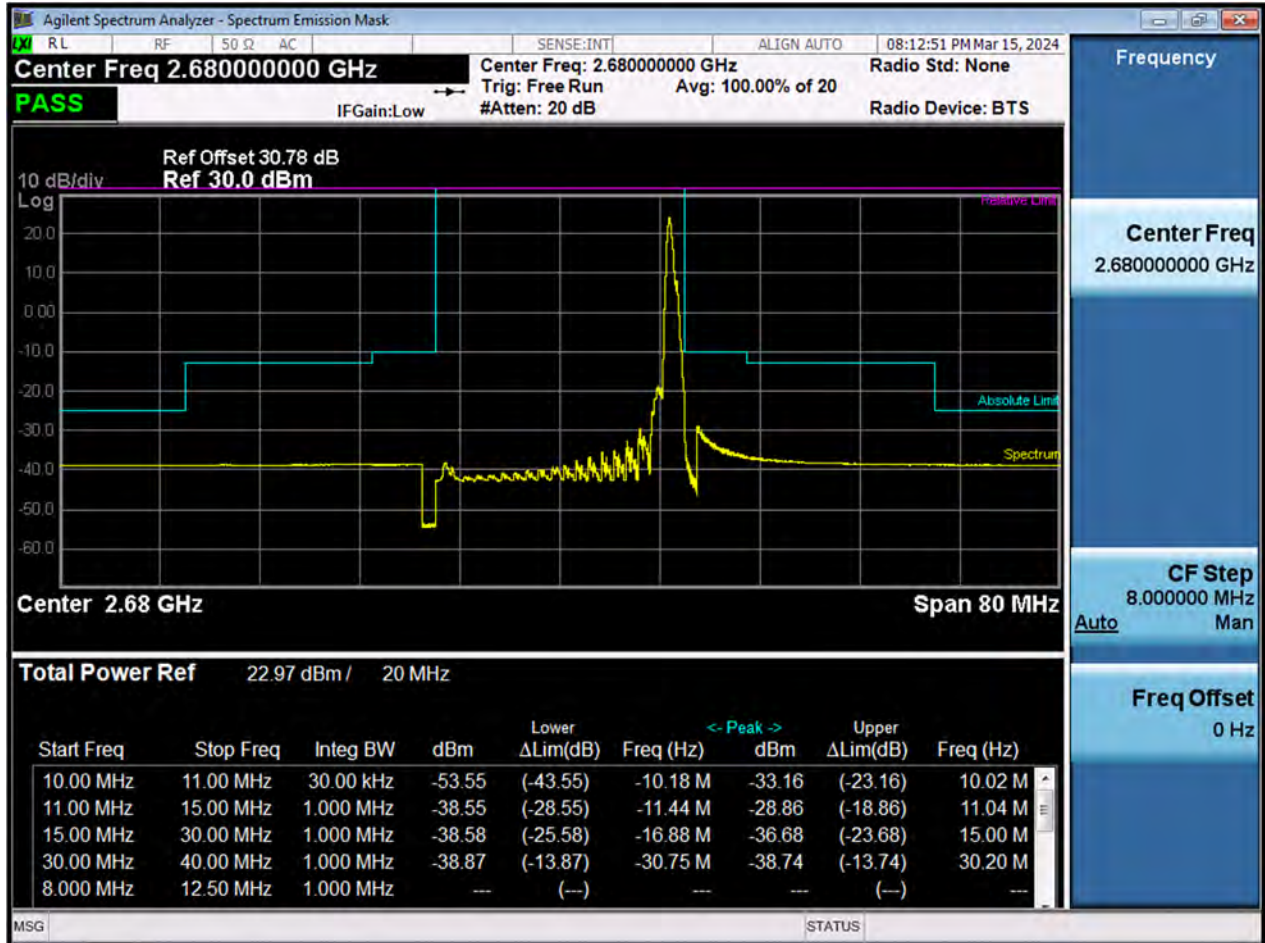 Agilent Spectrum Analyzer - Spectrum Emission Mask
LXI RL RF 50 Ω AC SENSE:INT ALIGN AUTO 08:12:51 PM Mar 15, 2024
Center Freq 2.680000000 GHz
PASS
IFGain:Low
Center Freq: 2.680000000 GHz
Trig: Free Run Avg: 100.00% of 20
#Atten: 20 dB
Radio Std: None
Radio Device: BTS
Ref Offset 30.78 dB
10 dB/div Ref 30.0 dBm
Log
Relative Limit
20.0
10.0
0.00
-10.0
-20.0
Absolute Limit
-30.0
Spectrum
-40.0
-50.0
-60.0
Center 2.68 GHz Span 80 MHz
Total Power Ref 22.97 dBm / 20 MHz
Lower <- Peak -> Upper
Start Freq Stop Freq Integ BW dBm ΔLim(dB) Freq (Hz) dBm ΔLim(dB) Freq (Hz)
10.00 MHz 11.00 MHz 30.00 kHz -53.55 (-43.55) -10.18 M -33.16 (-23.16) 10.02 M
11.00 MHz 15.00 MHz 1.000 MHz -38.55 (-28.55) -11.44 M -28.86 (-18.86) 11.04 M
15.00 MHz 30.00 MHz 1.000 MHz -38.58 (-25.58) -16.88 M -36.68 (-23.68) 15.00 M
30.00 MHz 40.00 MHz 1.000 MHz -38.87 (-13.87) -30.75 M -38.74 (-13.74) 30.20 M
8.000 MHz 12.50 MHz 1.000 MHz --- (---) --- --- (---) ---
MSG STATUS
Frequency
Center Freq
2.680000000 GHz
CF Step
8.000000 MHz
Auto Man
Freq Offset
0 Hz